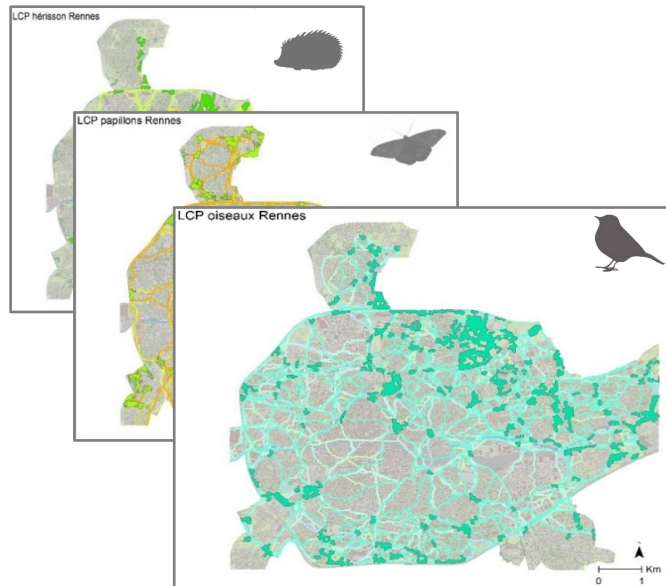 LCP hérisson Rennes
LCP papillons Rennes
LCP oiseaux Rennes
Km
0 1